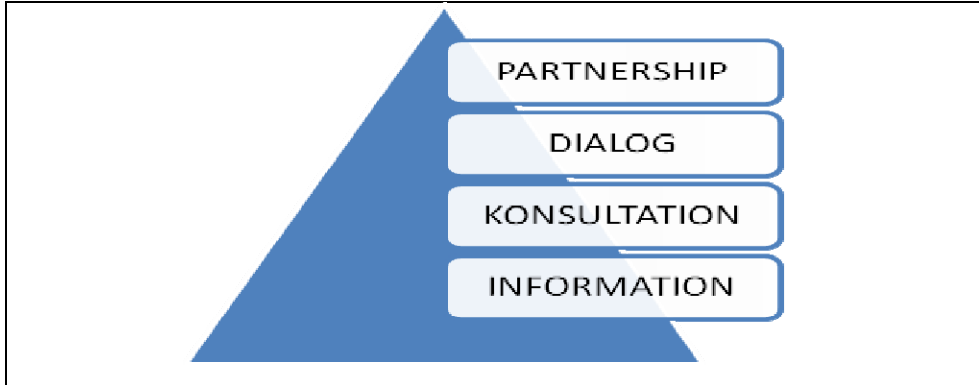 PARTNERSHIP
DIALOG
KONSULTATION
INFORMATION